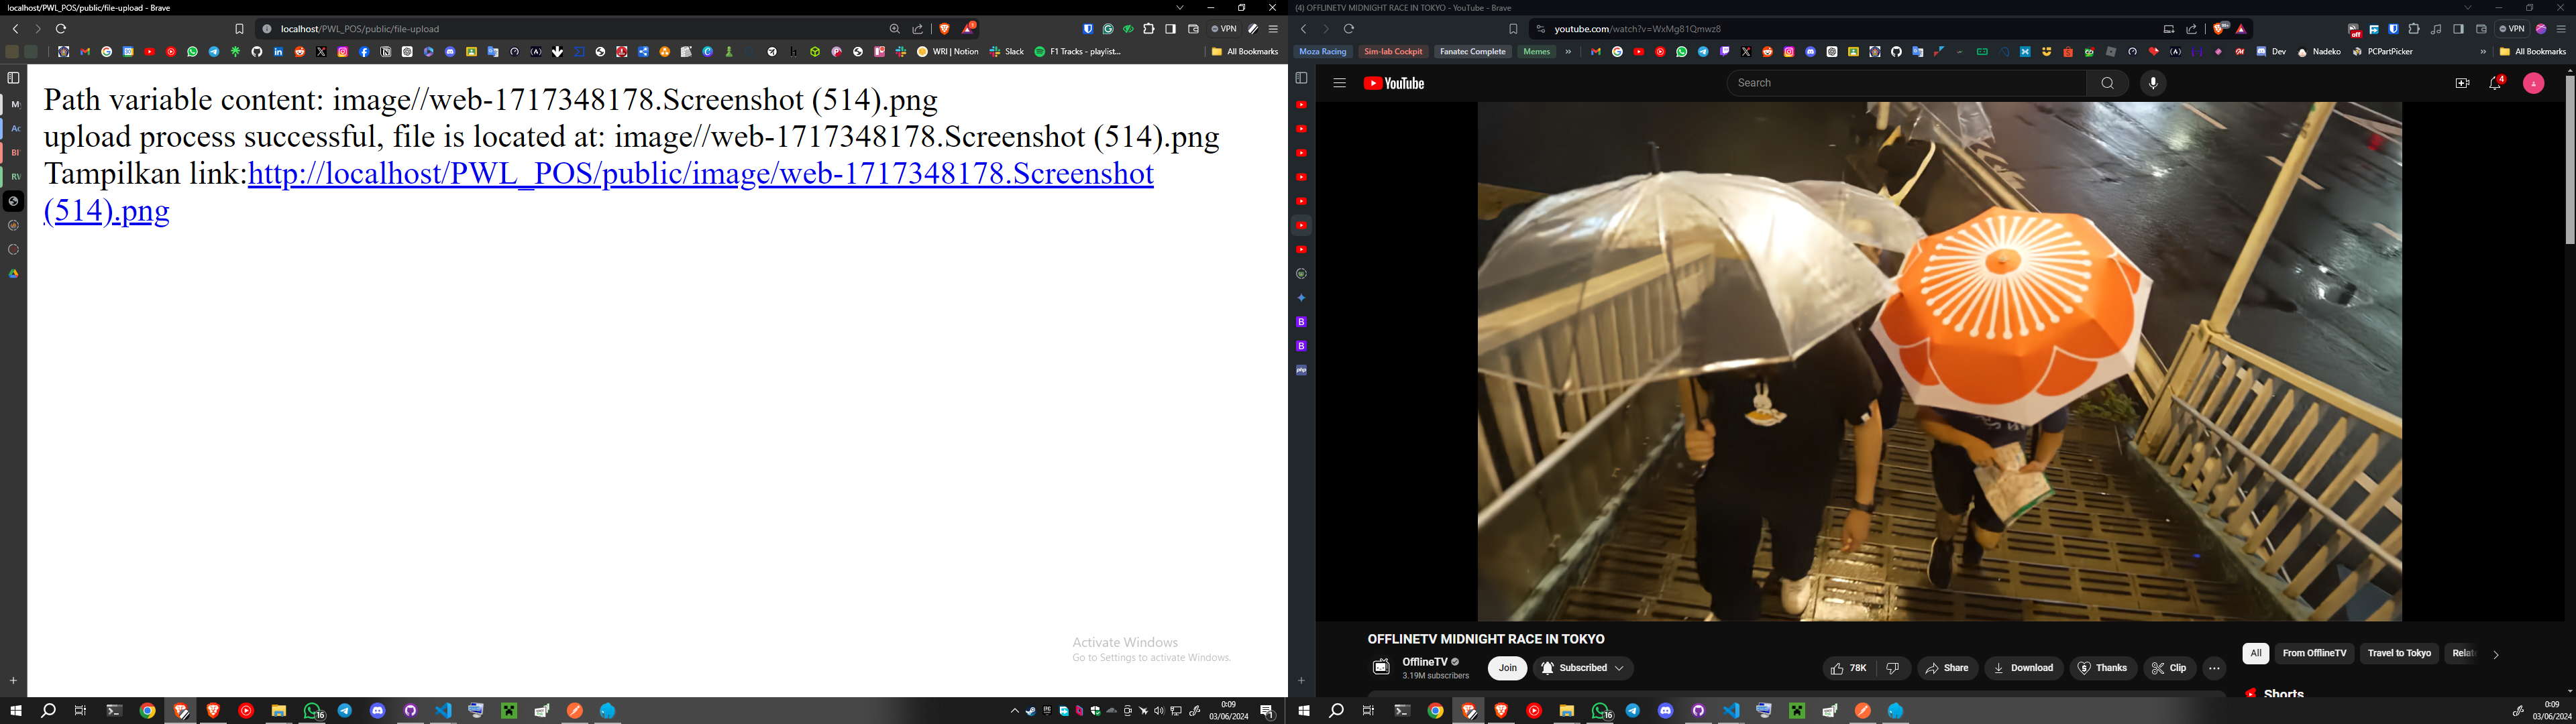 localhost/PWL_POS/public/file-upload - Brave
localhost/PWL_POS/public/file-upload
VPN
WRI | Notion
Slack
F1 Tracks - playlist...
All Bookmarks
Path variable content: image//web-1717348178.Screenshot (514).png
upload process successful, file is located at: image//web-1717348178.Screenshot (514).png
Tampilkan link:http://localhost/PWL_POS/public/image/web-1717348178.Screenshot
(514).png
Activate Windows
Go to Settings to activate Windows.
0:09
03/06/2024
(4) OFFLINETV MIDNIGHT RACE IN TOKYO - YouTube - Brave
youtube.com/watch?v=WxMg81Qmwz8
VPN
Moza Racing
Sim-lab Cockpit
Fanatec Complete
Memes
Dev
Nadeko
PCPartPicker
All Bookmarks
YouTube
Search
4
OFFLINETV MIDNIGHT RACE IN TOKYO
OfflineTV
3.19M subscribers
Join
Subscribed
78K
Share
Download
Thanks
Clip
All
From OfflineTV
Travel to Tokyo
Shorts
0:09
03/06/2024